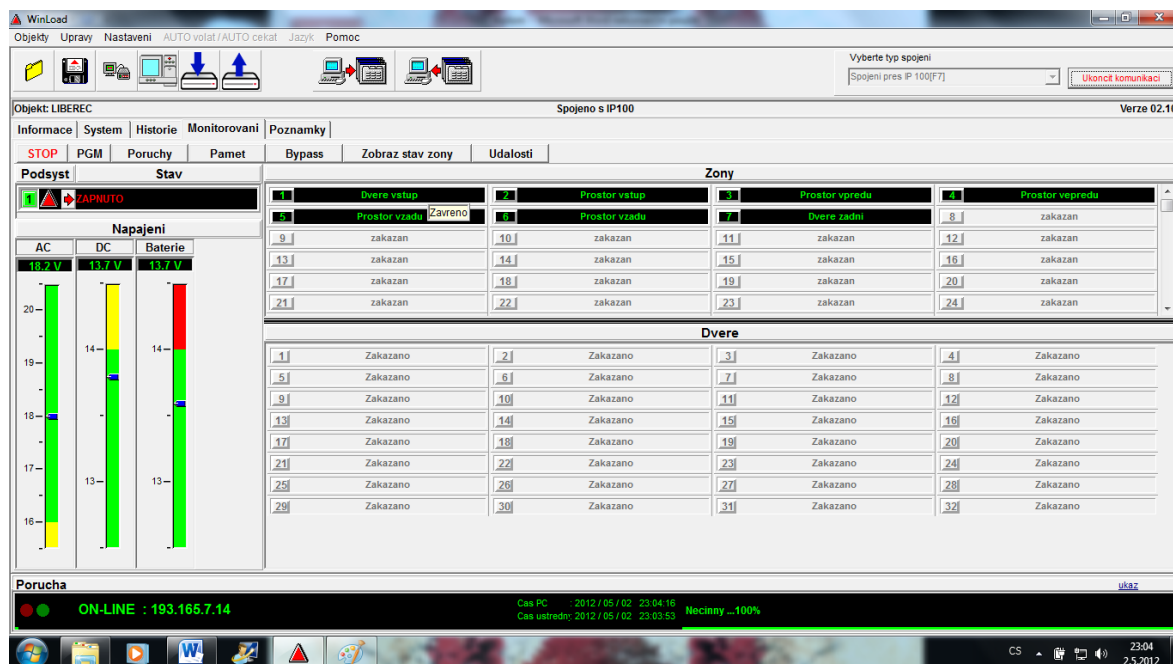 WinLoad
Objekty Upravy Nastaveni AUTO volat / AUTO cekat Jazyk Pomoc
Vyberte typ spojeni
Spojeni pres IP 100[F7]
Ukoncit komunikaci
Objekt: LIBEREC Spojeno s IP100 Verze 02.10
Informace System Historie Monitorovani Poznamky
STOP PGM Poruchy Pamet Bypass Zobraz stav zony Udalosti
Podsyst Stav Zony
1 ZAPNUTO
1 Dvere vstup 2 Prostor vstup 3 Prostor vpredu 4 Prostor vepredu
5 Prostor vzadu 6 Prostor vzadu 7 Dvere zadni 8 zakazan
Zavreno
9 zakazan 10 zakazan 11 zakazan 12 zakazan
13 zakazan 14 zakazan 15 zakazan 16 zakazan
17 zakazan 18 zakazan 19 zakazan 20 zakazan
21 zakazan 22 zakazan 23 zakazan 24 zakazan
Napajeni
AC DC Baterie
18.2 V 13.7 V 13.7 V
20
19
18
17
16
14
13
14
13
Dvere
1 Zakazano 2 Zakazano 3 Zakazano 4 Zakazano
5 Zakazano 6 Zakazano 7 Zakazano 8 Zakazano
9 Zakazano 10 Zakazano 11 Zakazano 12 Zakazano
13 Zakazano 14 Zakazano 15 Zakazano 16 Zakazano
17 Zakazano 18 Zakazano 19 Zakazano 20 Zakazano
21 Zakazano 22 Zakazano 23 Zakazano 24 Zakazano
25 Zakazano 26 Zakazano 27 Zakazano 28 Zakazano
29 Zakazano 30 Zakazano 31 Zakazano 32 Zakazano
Porucha ukaz
ON-LINE : 193.165.7.14
Cas PC : 2012 / 05 / 02 23:04:16
Cas ustredny: 2012 / 05 / 02 23:03:53
Necinny ...100%
CS
23:04
2.5.2012